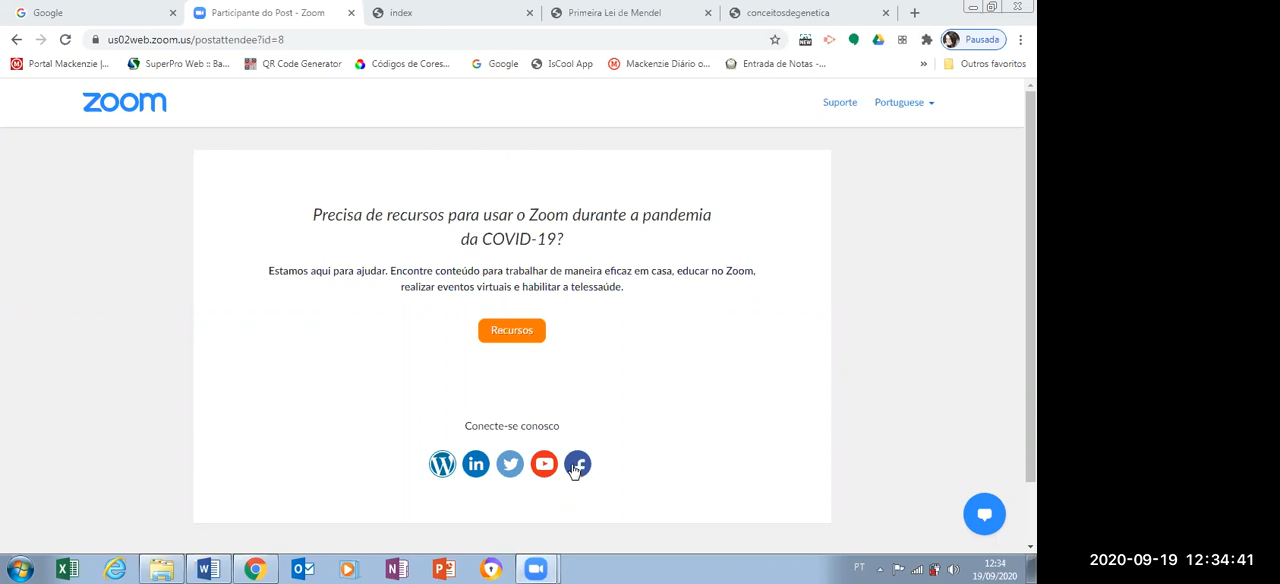 Google
Participante do Post - Zoom
index
Primeira Lei de Mendel
conceitosdegenetica
us02web.zoom.us/postattendee?id=8
NEW
Pausada
Portal Mackenzie |...
SuperPro Web :: Ba...
QR Code Generator
Códigos de Cores...
Google
IsCool App
Mackenzie Diário o...
Entrada de Notas -...
»
Outros favoritos
zoom
Suporte
Portuguese
Precisa de recursos para usar o Zoom durante a pandemia
da COVID-19?
Estamos aqui para ajudar. Encontre conteúdo para trabalhar de maneira eficaz em casa, educar no Zoom,
realizar eventos virtuais e habilitar a telessaúde.
Recursos
Conecte-se conosco
PT
12:34
19/09/2020
2020-09-19 12:34:41